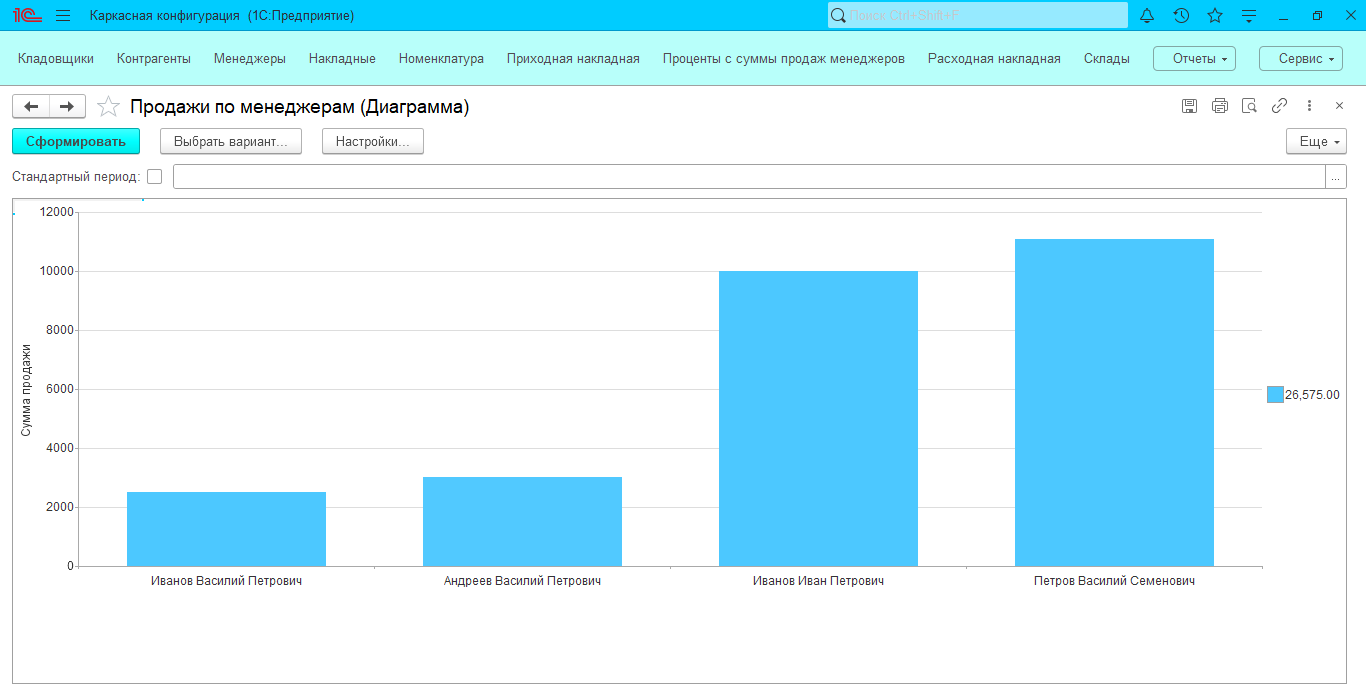 1С Каркасная конфигурация (1С:Предприятие) Поиск Ctrl+Shift+F
Кладовщики Контрагенты Менеджеры Накладные Номенклатура Приходная накладная Проценты с суммы продаж менеджеров Расходная накладная Склады Отчеты Сервис
Продажи по менеджерам (Диаграмма)
Сформировать Выбрать вариант... Настройки... Еще
Стандартный период: ...
12000
10000
8000
6000
4000
2000
0
Сумма продажи
Иванов Василий Петрович Андреев Василий Петрович Иванов Иван Петрович Петров Василий Семенович
26,575.00